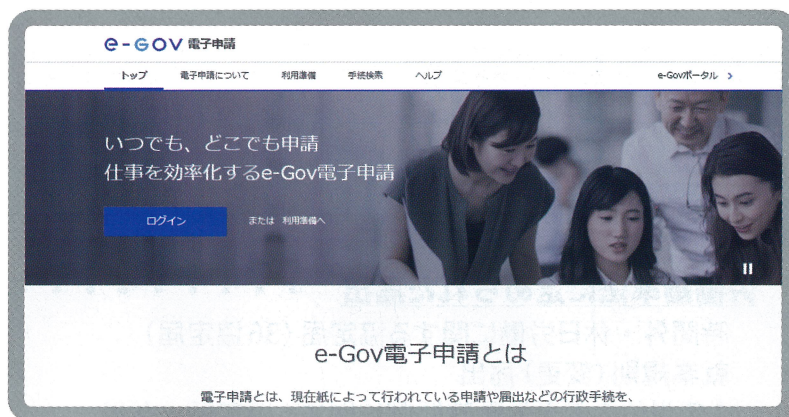 e-GOV 電子申請
トップ 電子申請について 利用準備 手続検索 ヘルプ e-Govポータル >
いつでも、どこでも申請
仕事を効率化するe-Gov電子申請
ログイン または 利用準備へ
e-Gov電子申請とは
電子申請とは、現在紙によって行われている申請や届出などの行政手続を、